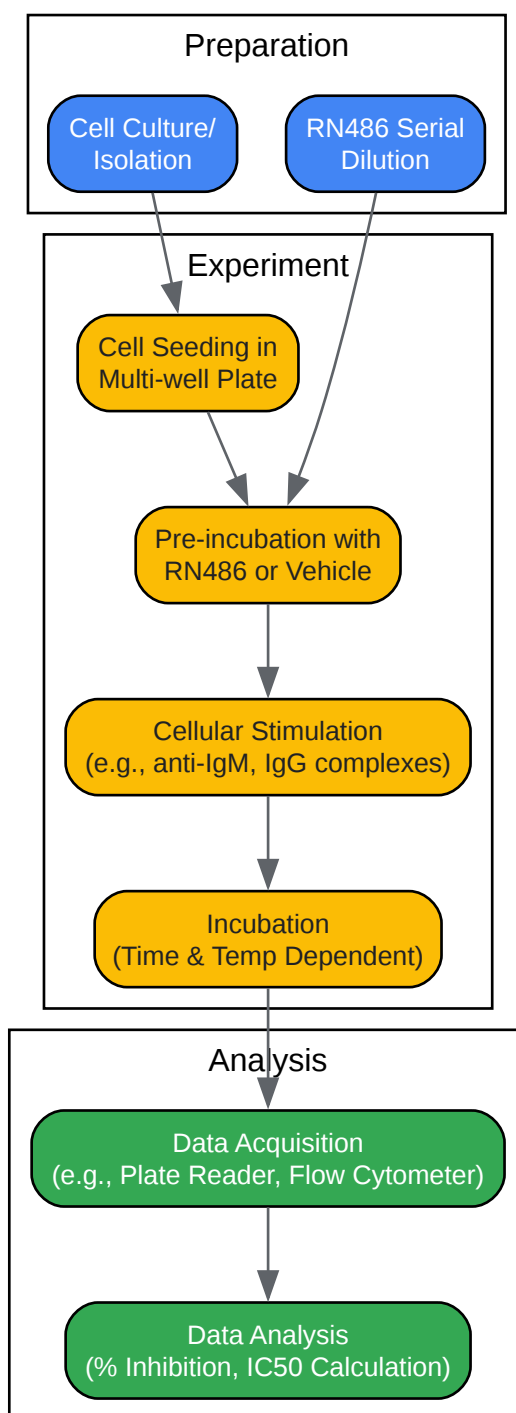 Preparation
Cell Culture/
Isolation
RN486 Serial
Dilution
Experiment
Cell Seeding in
Multi-well Plate
Pre-incubation with
RN486 or Vehicle
Cellular Stimulation
(e.g., anti-IgM, IgG complexes)
Incubation
(Time & Temp Dependent)
Analysis
Data Acquisition
(e.g., Plate Reader, Flow Cytometer)
Data Analysis
(% Inhibition, IC50 Calculation)